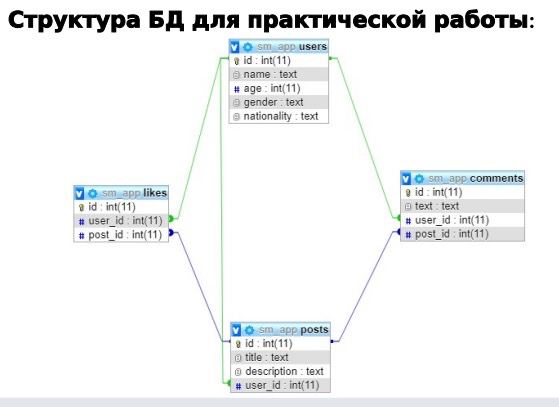 Структура БД для практической работы:
sm_app users
id : int(11)
name : text
age : int(11)
gender : text
nationality : text
sm_app likes
id : int(11)
user_id : int(11)
post_id : int(11)
sm_app comments
id : int(11)
text : text
user_id : int(11)
post_id : int(11)
sm_app posts
id : int(11)
title : text
description : text
user_id : int(11)